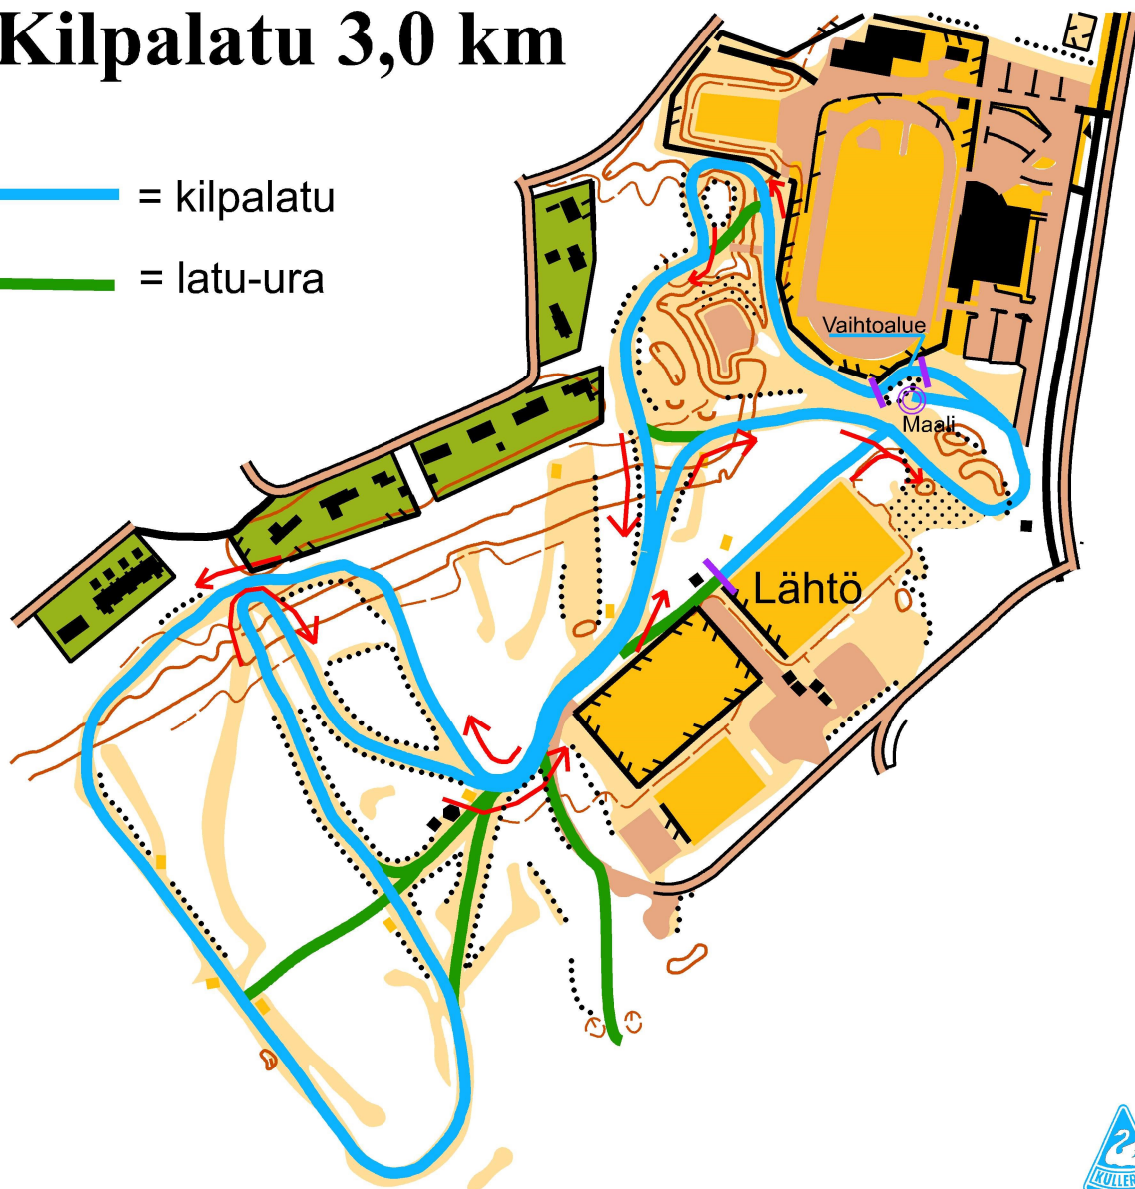 Kilpalatu 3,0 km
= kilpalatu
= latu-ura
Vaihtoalue
Maali
Lähtö